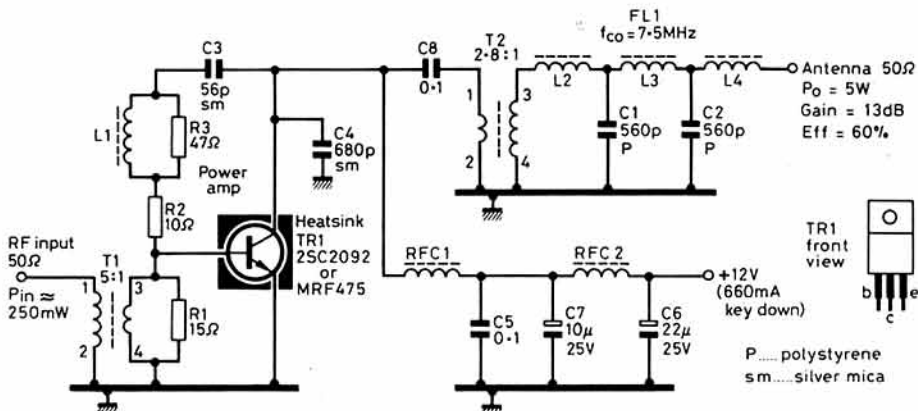 FL1
fco=7·5MHz
C3
56p
sm
C8
0·1
T2
2·8:1
1
2
3
4
L2
L3
L4
Antenna 50Ω
Po = 5W
Gain = 13dB
Eff = 60%
C1
560p
P
C2
560p
P
L1
R3
47Ω
C4
680p
sm
Power
amp
R2
10Ω
Heatsink
TR1
2SC2092
or
MRF475
RF input
50Ω
Pin ≈
250mW
T1
5:1
1
2
3
4
R1
15Ω
RFC1
RFC2
+12V
(660mA
key down)
C5
0·1
C7
10µ
25V
C6
22µ
25V
TR1
front
view
b
c
e
P..... polystyrene
sm....silver mica